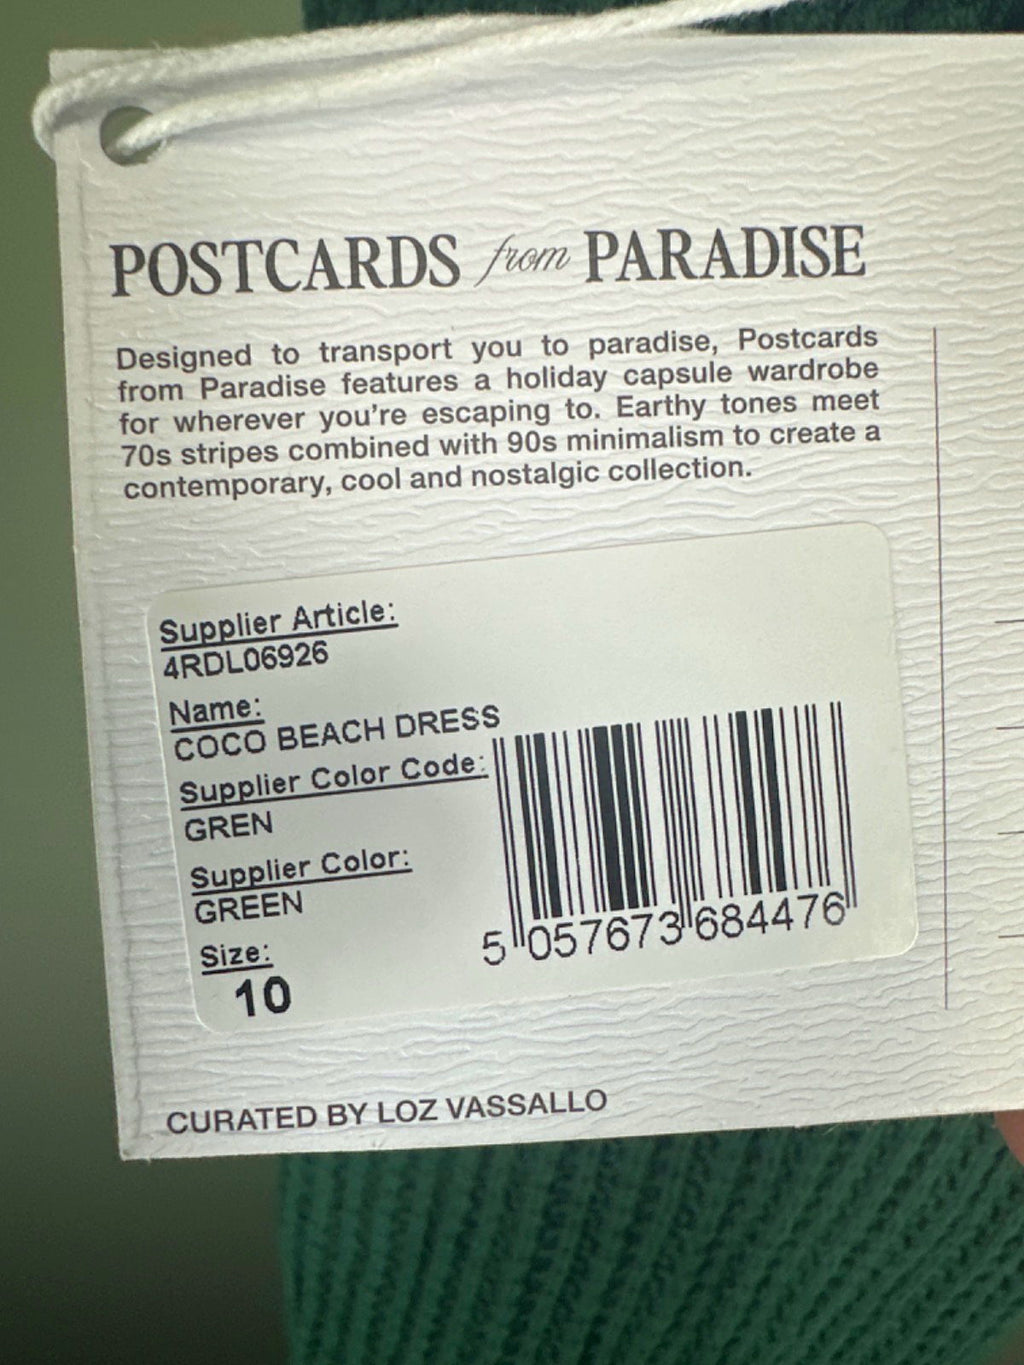 POSTCARDS from PARADISE
Designed to transport you to paradise, Postcards
from Paradise features a holiday capsule wardrobe
for wherever you're escaping to. Earthy tones meet
70s stripes combined with 90s minimalism to create a
contemporary, cool and nostalgic collection.
Supplier Article:
4RDL06926
Name:
COCO BEACH DRESS
Supplier Color Code:
GREN
Supplier Color:
GREEN
Size:
10
5 057673 684476
CURATED BY LOZ VASSALLO